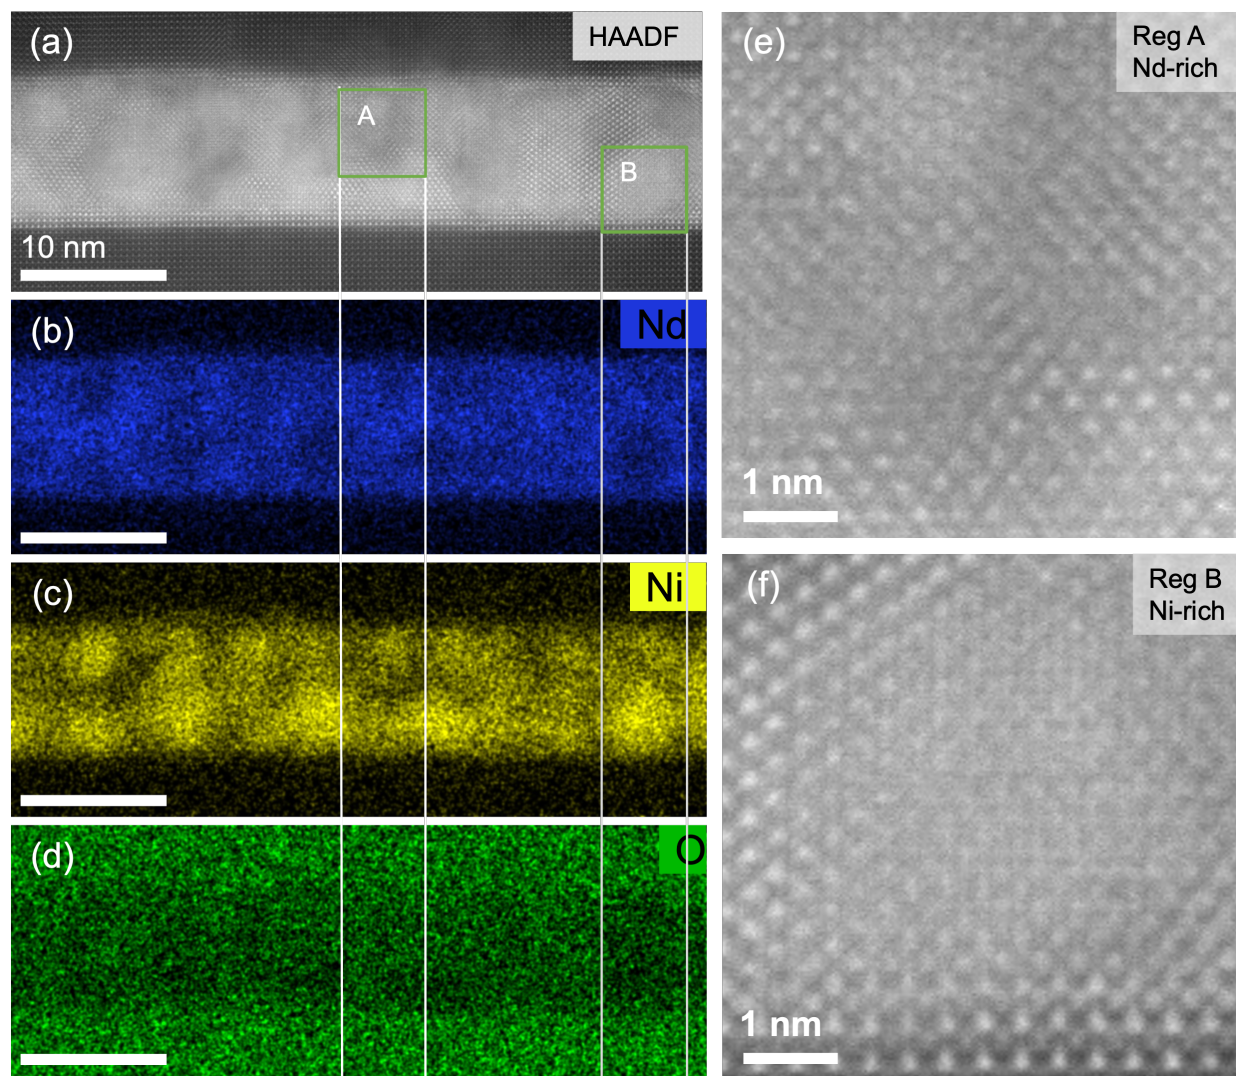 (a)
HAADF
A
B
10 nm
(b)
Nd
(c)
Ni
(d)
O
(e)
Reg A
Nd-rich
1 nm
(f)
Reg B
Ni-rich
1 nm